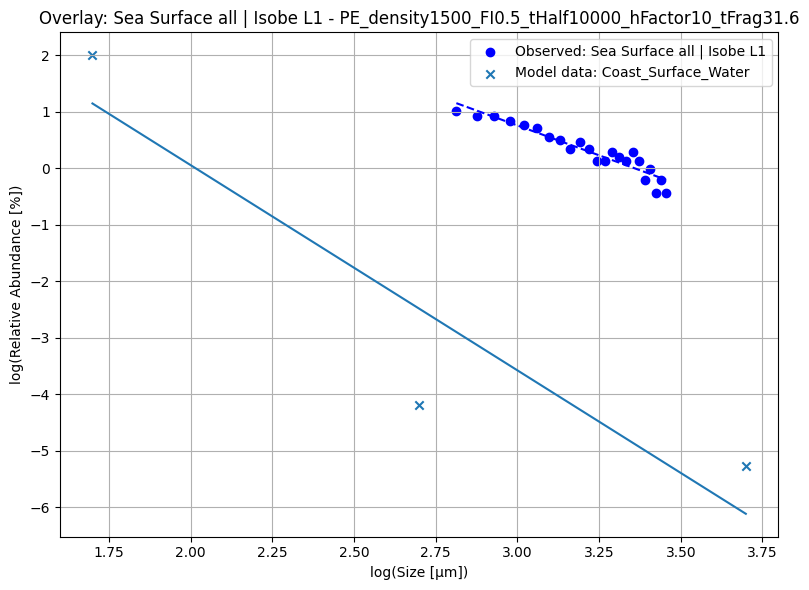 Overlay: Sea Surface all | Isobe L1 - PE_density1500_FI0.5_tHalf10000_hFactor10_tFrag31.6
Observed: Sea Surface all | Isobe L1
Model data: Coast_Surface_Water
log(Relative Abundance [%])
2
1
0
−1
−2
−3
−4
−5
−6
1.75 2.00 2.25 2.50 2.75 3.00 3.25 3.50 3.75
log(Size [μm])